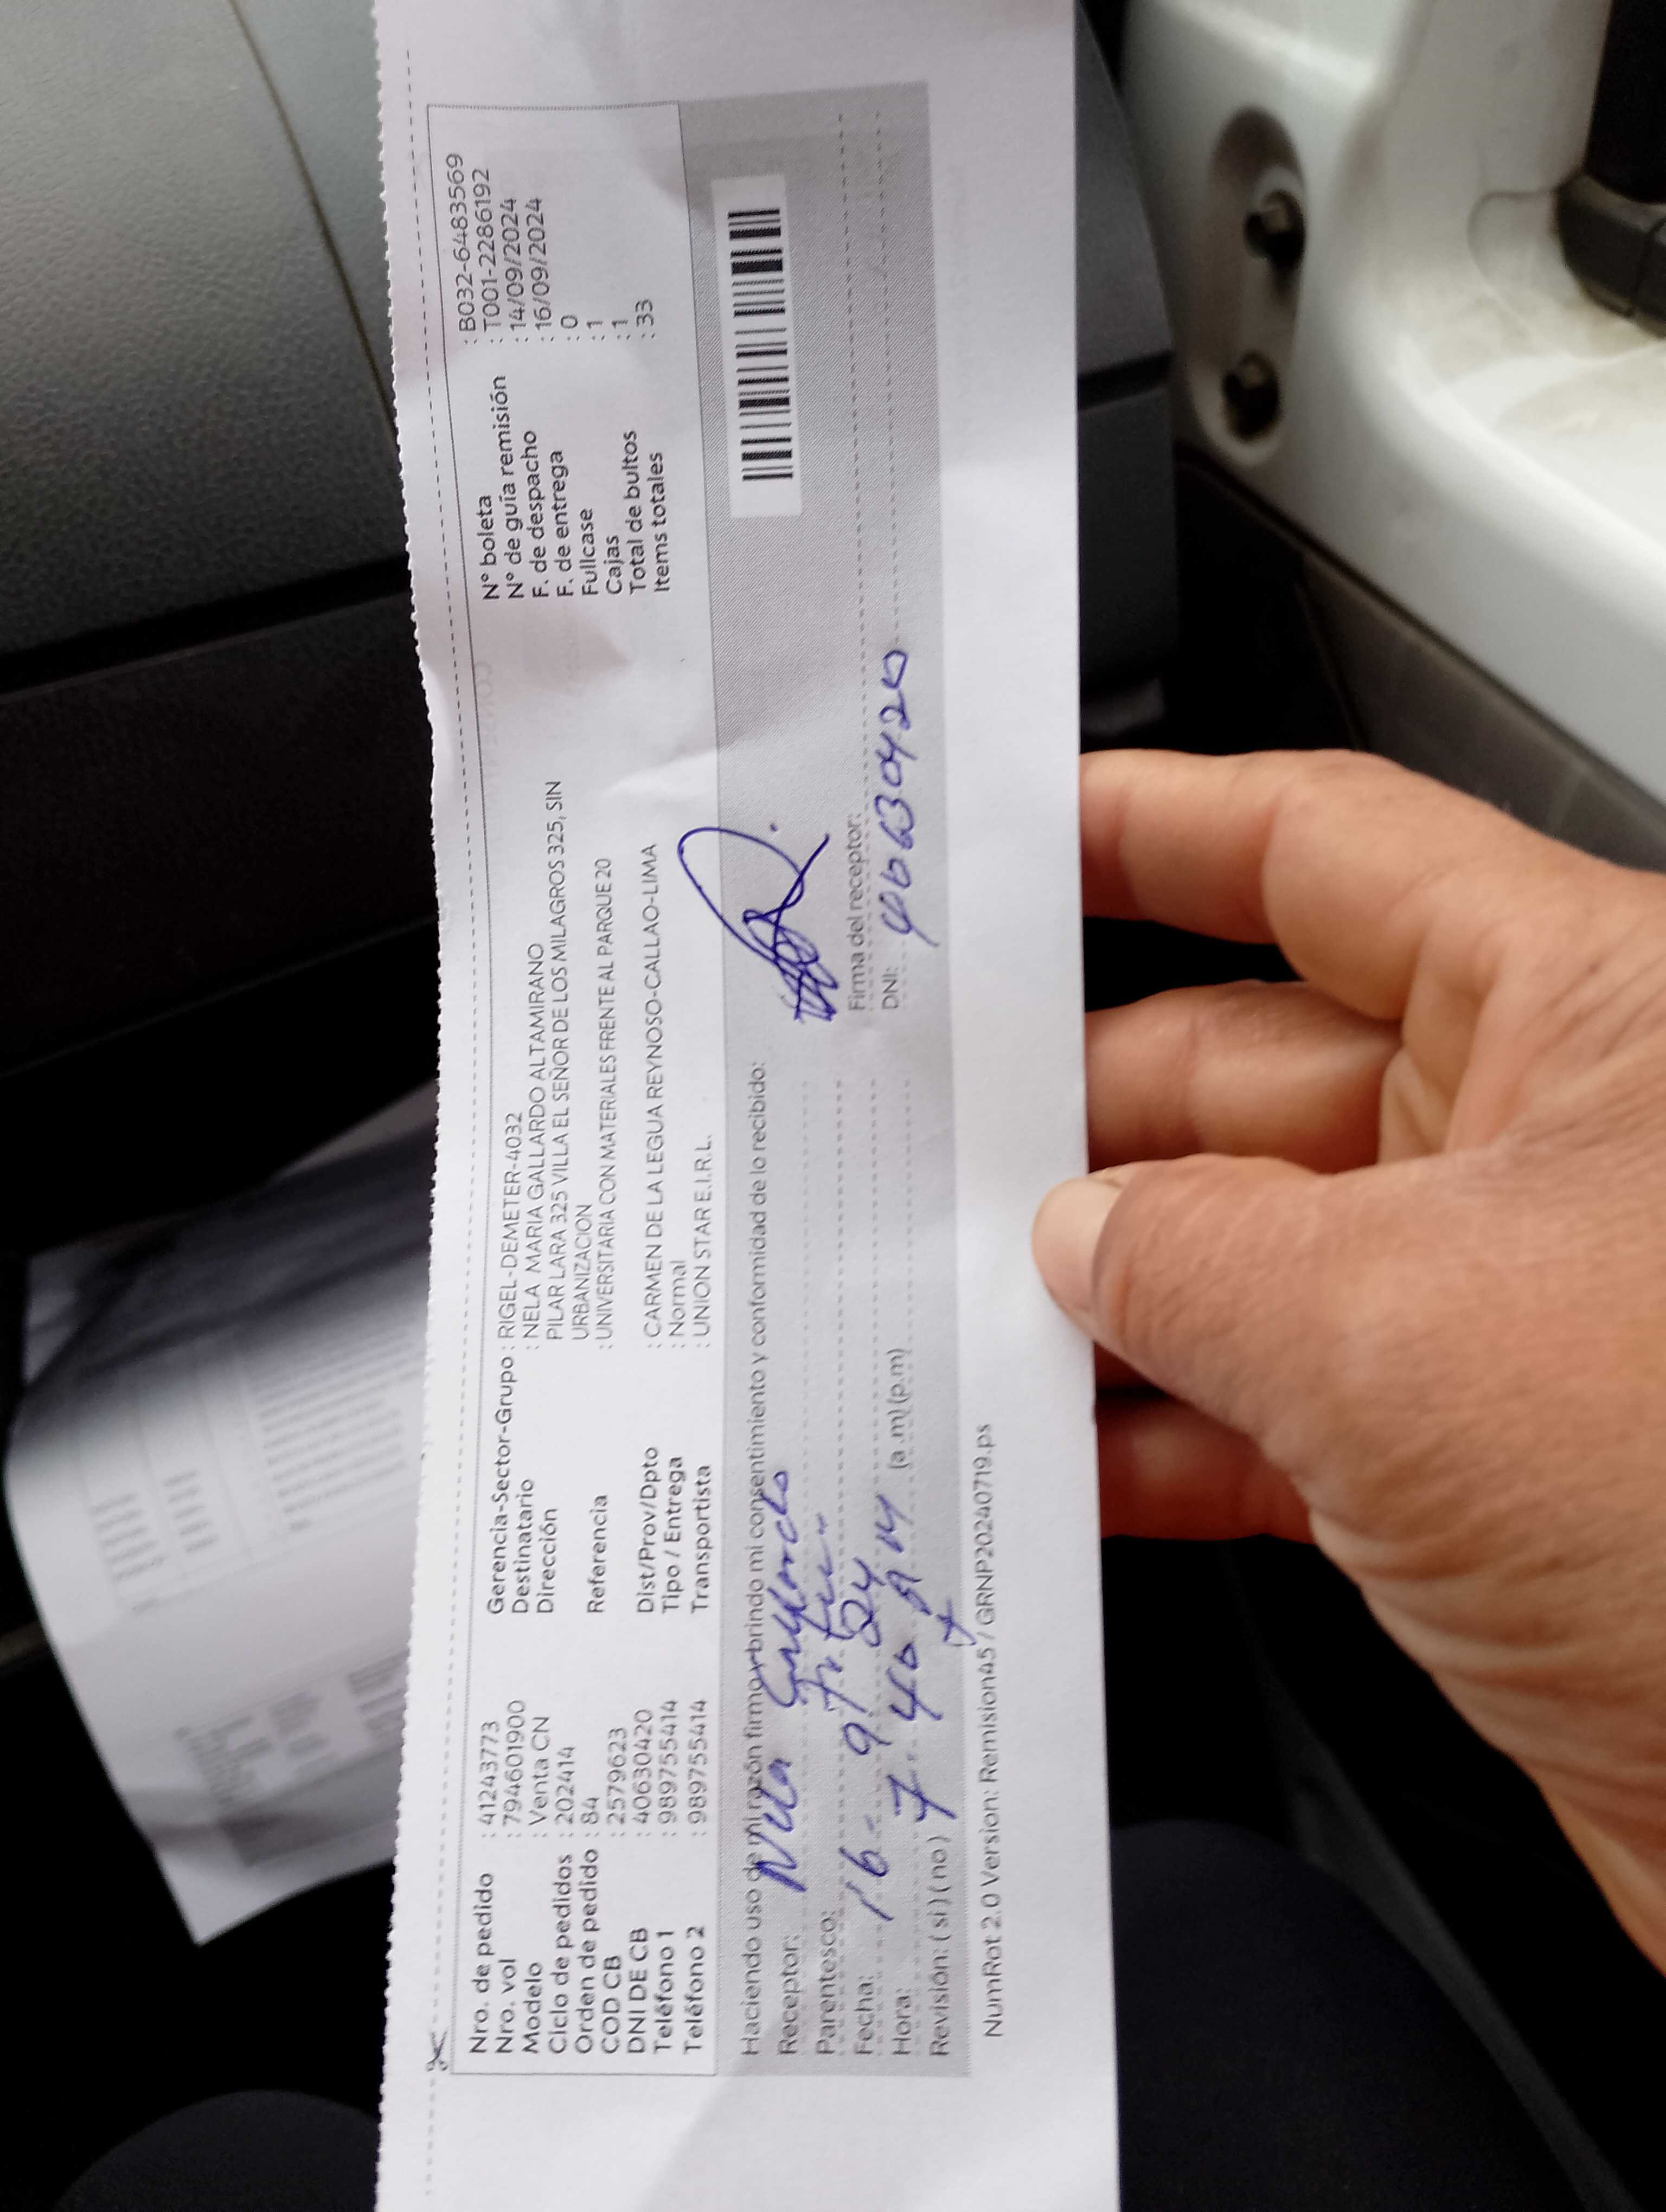 Nro. de pedido : 41243773
Nro. vol : 794601900
Modelo : Venta CN
Ciclo de pedidos : 202414
Orden de pedido : 84
COD CB : 2579623
DNI DE CB : 40630420
Teléfono 1 : 989755414
Teléfono 2 : 989755414
Gerencia-Sector-Grupo : RIGEL-DEMETER-4032
Destinatario : NELA MARIA GALLARDO ALTAMIRANO
Dirección PILAR LARA 325 VILLA EL SEÑOR DE LOS MILAGROS 325, SIN
URBANIZACION
Referencia : UNIVERSITARIA CON MATERIALES FRENTE AL PARQUE 20
Dist/Prov/Dpto : CARMEN DE LA LEGUA REYNOSO-CALLAO-LIMA
Tipo / Entrega : Normal
Transportista : UNION STAR E.I.R.L.
N° boleta : B032-6483569
N° de guía remisión : T001-2286192
F. de despacho : 14/09/2024
F. de entrega : 16/09/2024
Fullcase : 0
Cajas : 1
Total de bultos : 1
Items totales : 33
Haciendo uso de mi razón firmo brindo mi consentimiento y conformidad de lo recibido:
Receptor: Nela Gallardo
Parentesco:
Fecha: 16 - 9 - 24
Hora: 7 40 AM (a.m) (p.m)
Revisión: ( si ) ( no )
Firma del receptor:
DNI: 40630420
NumRot 2.0 Version: Remision45 / GRNP20240719.ps